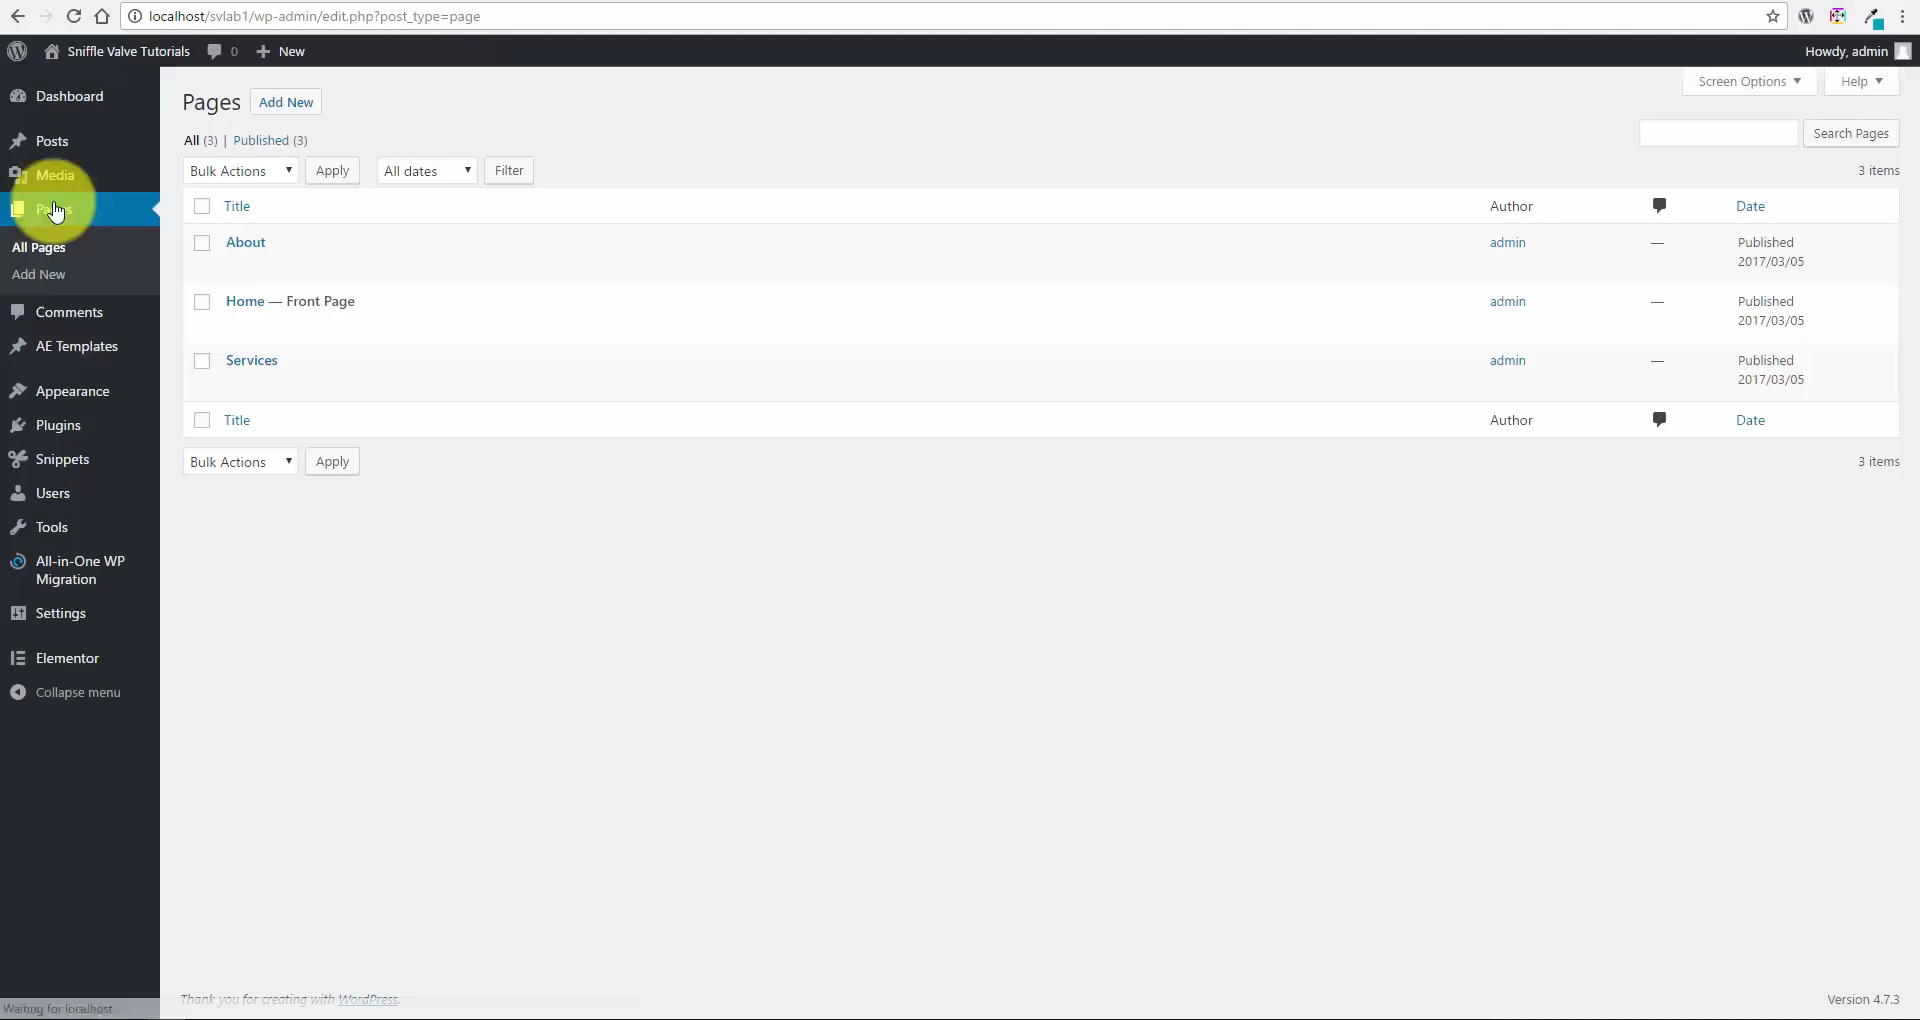 localhost/svlab1/wp-admin/edit.php?post_type=page
Sniffle Valve Tutorials 0 New Howdy, admin
Screen Options Help
Dashboard
Posts
Media
Pages
All Pages
Add New
Comments
AE Templates
Appearance
Plugins
Snippets
Users
Tools
All-in-One WP
Migration
Settings
Elementor
Collapse menu
Pages Add New
All (3) | Published (3)
Search Pages
Bulk Actions Apply All dates Filter 3 items
Title Author Date
About admin — Published
2017/03/05
Home — Front Page admin — Published
2017/03/05
Services admin — Published
2017/03/05
Title Author Date
Bulk Actions Apply 3 items
Thank you for creating with WordPress. Version 4.7.3
Waiting for localhost